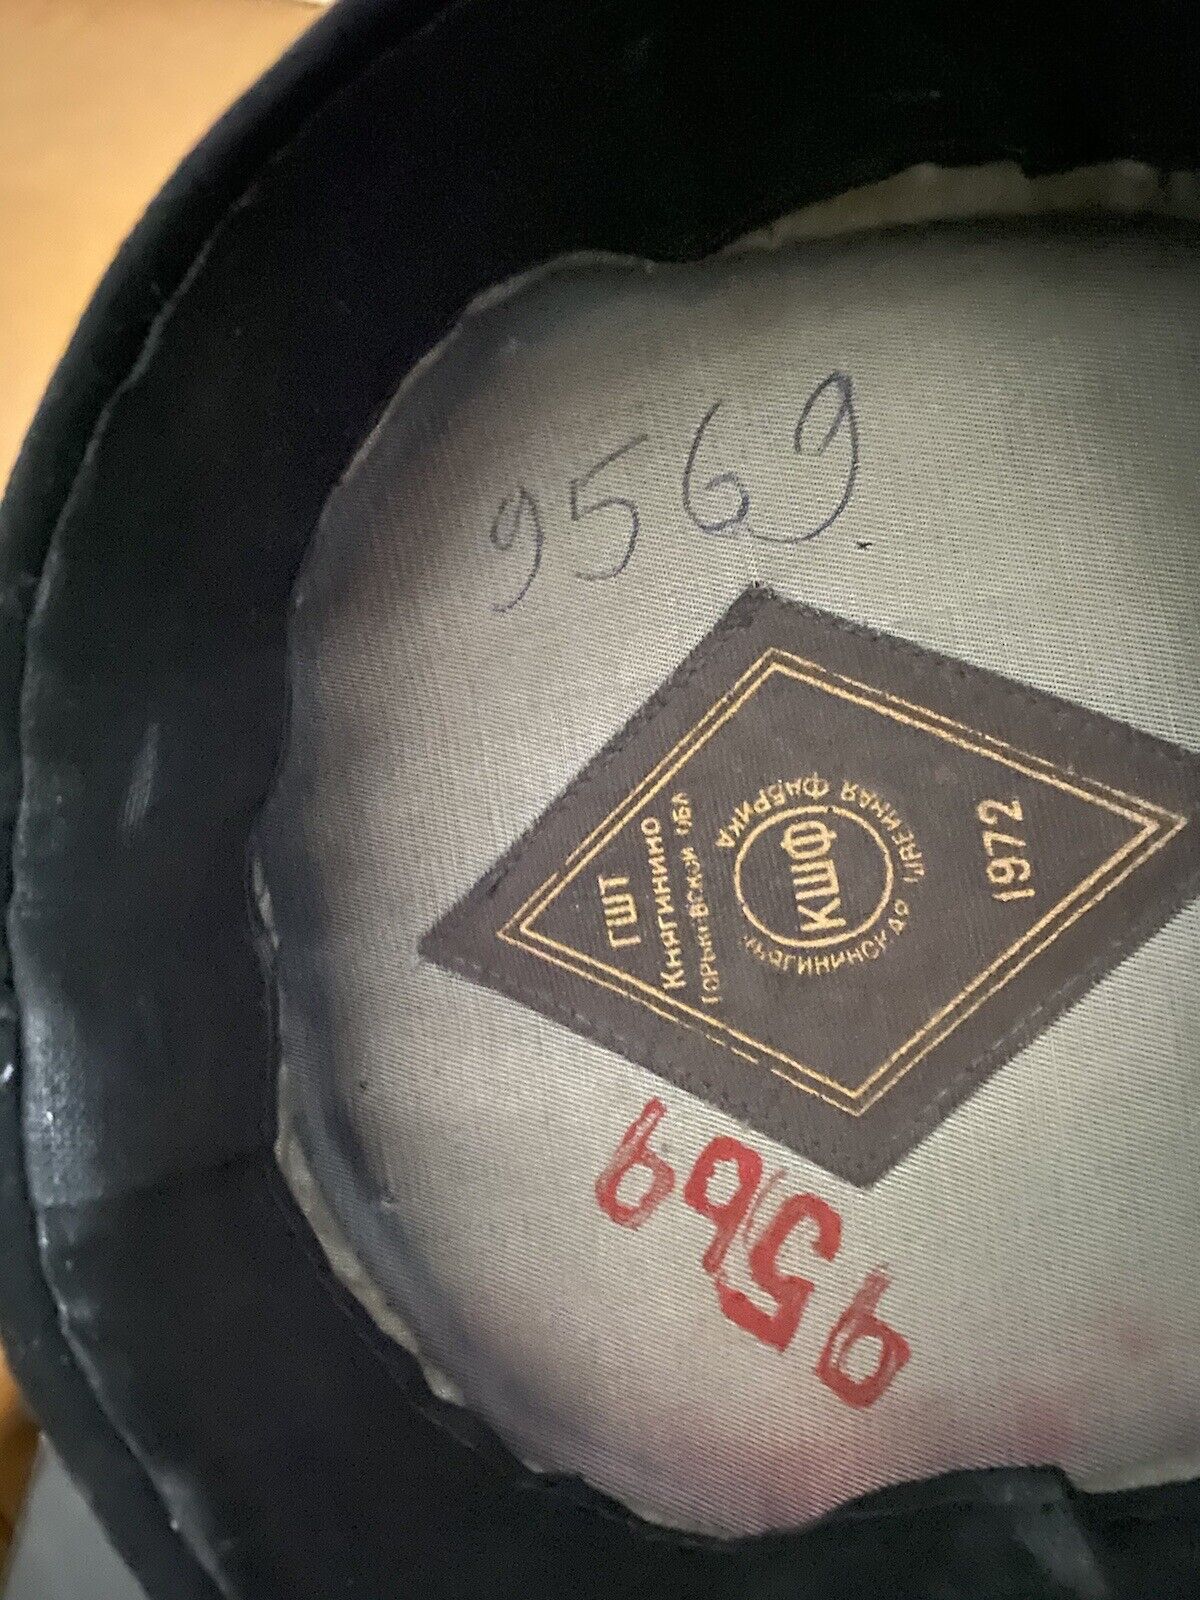 9569
ГШТ
Княгинино
Горьковской обл
Княгининская швейная фабрика
КШФ
1972
9569